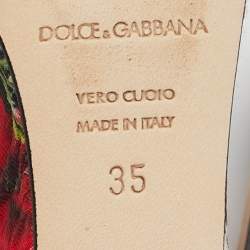 DOLCE & GABBANA
VERO CUOIO
MADE IN ITALY
35